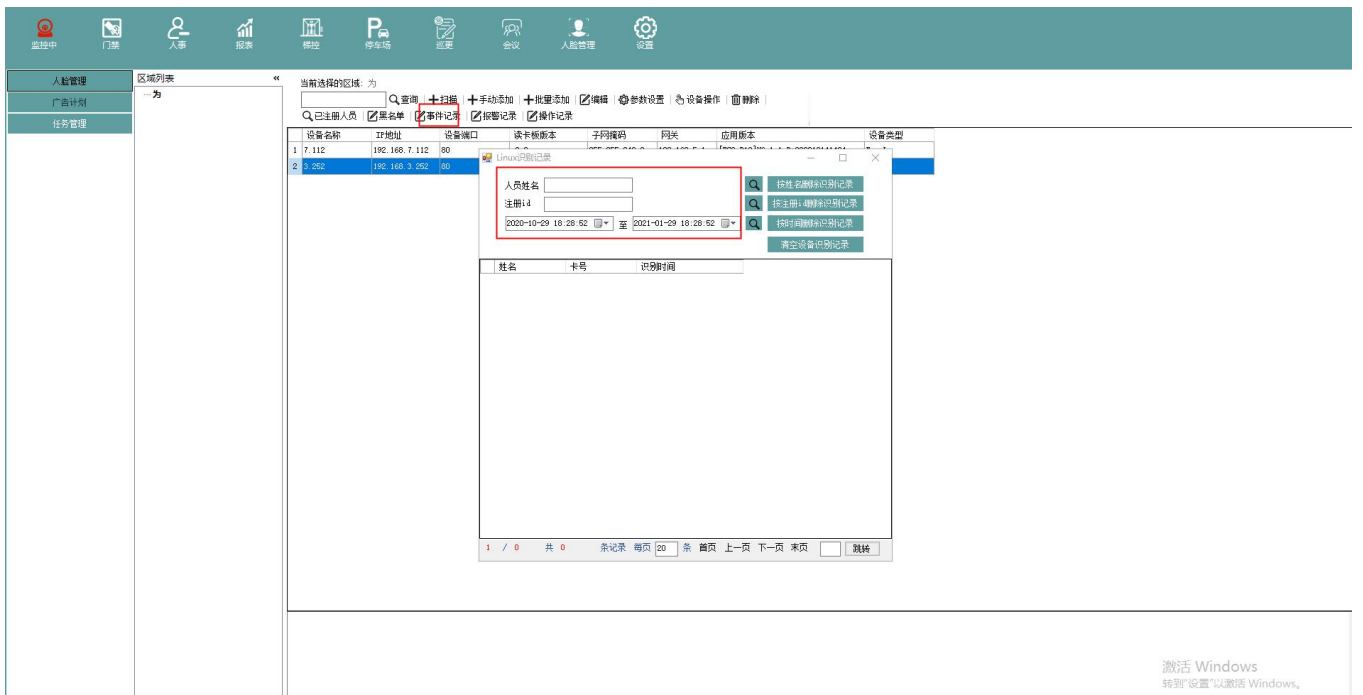 监控中 门禁 人事 报表 梯控 停车场 巡更 会议 人脸管理 设置
人脸管理
广告计划
任务管理
区域列表 «
为
当前选择的区域: 为
查询 扫描 手动添加 批量添加 编辑 参数设置 设备操作 删除
已注册人员 黑名单 事件记录 报警记录 操作记录
设备名称 IP地址 设备端口 读卡板版本 子网掩码 网关 应用版本 设备类型
1 7.112 192.168.7.112 80
2 3.252 192.168.3.252 80
Linux识别记录
人员姓名 按姓名删除识别记录
注册id 按注册id删除识别记录
2020-10-29 18:28:52 至 2021-01-29 18:28:52 按时间删除识别记录
清空设备识别记录
姓名 卡号 识别时间
1 / 0 共 0 条记录 每页 20 条 首页 上一页 下一页 末页 跳转
激活 Windows
转到"设置"以激活 Windows。